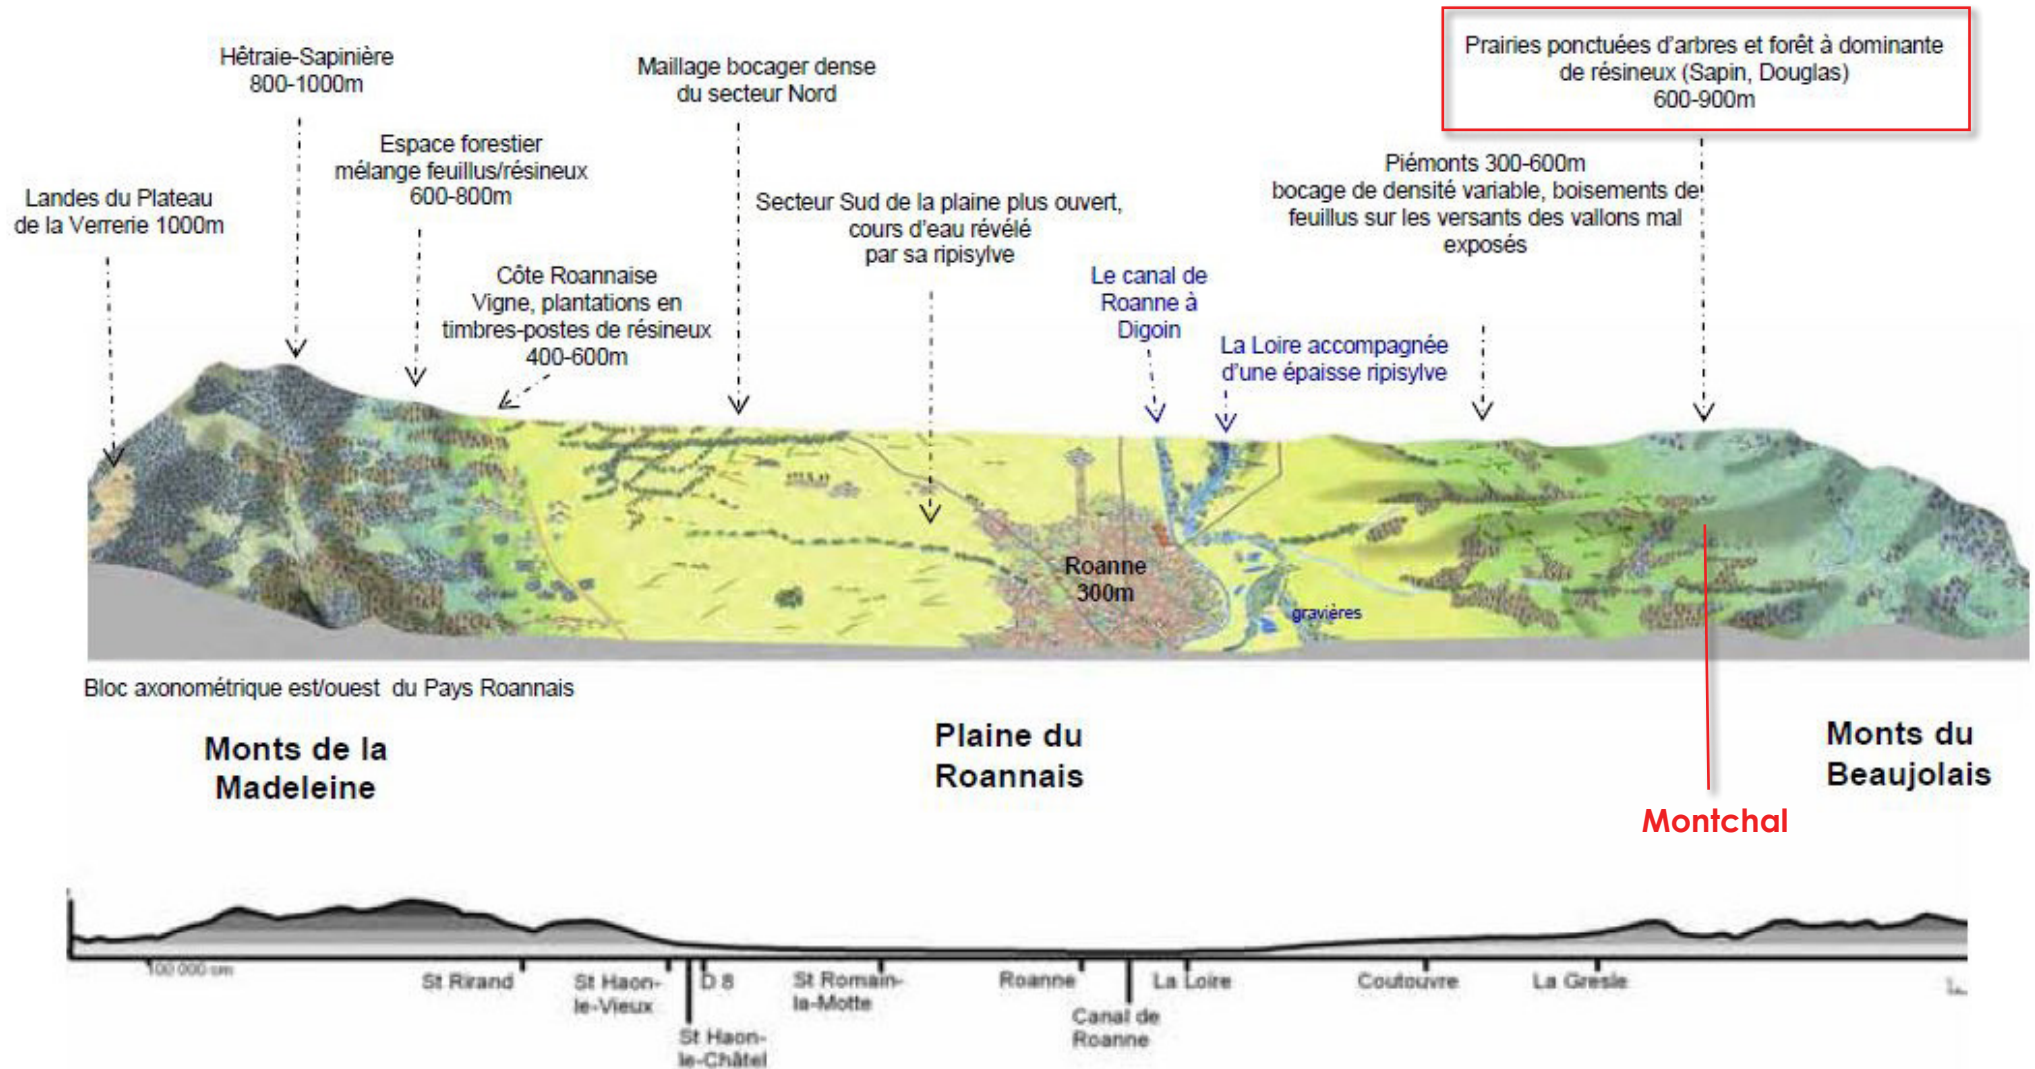 Hêtraie-Sapinière
800-1000m
Maillage bocager dense
du secteur Nord
Prairies ponctuées d'arbres et forêt à dominante
de résineux (Sapin, Douglas)
600-900m
Espace forestier
mélange feuillus/résineux
600-800m
Landes du Plateau
de la Verrerie 1000m
Secteur Sud de la plaine plus ouvert,
cours d'eau révélé
par sa ripisylve
Piémonts 300-600m
bocage de densité variable, boisements de
feuillus sur les versants des vallons mal
exposés
Côte Roannaise
Vigne, plantations en
timbres-postes de résineux
400-600m
Le canal de
Roanne à
Digoin
La Loire accompagnée
d'une épaisse ripisylve
Roanne
300m
gravières
Bloc axonométrique est/ouest du Pays Roannais
Monts de la
Madeleine
Plaine du
Roannais
Monts du
Beaujolais
Montchal
100 000 cm
St Rirand
St Haon-
le-Vieux
St Haon-
le-Châtel
D 8
St Romain-
la-Motte
Roanne
Canal de
Roanne
La Loire
Coutouvre
La Gresle